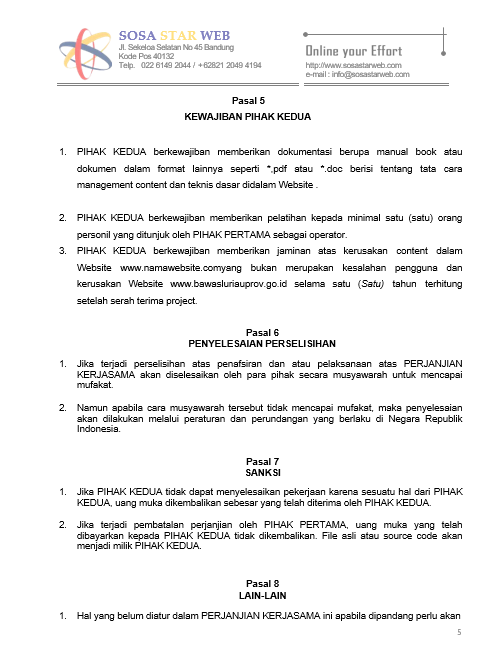 SOSA STAR WEB
Jl. Sekeloa Selatan No 45 Bandung
Kode Pos 40132
Telp. 022 6149 2044 / +62821 2049 4194
Online your Effort
http://www.sosastarweb.com
e-mail : info@sosastarweb.com
Pasal 5
KEWAJIBAN PIHAK KEDUA
1. PIHAK KEDUA berkewajiban memberikan dokumentasi berupa manual book atau
dokumen dalam format lainnya seperti *,pdf atau *.doc berisi tentang tata cara
management content dan teknis dasar didalam Website .
2. PIHAK KEDUA berkewajiban memberikan pelatihan kepada minimal satu (satu) orang
personil yang ditunjuk oleh PIHAK PERTAMA sebagai operator.
3. PIHAK KEDUA berkewajiban memberikan jaminan atas kerusakan content dalam
Website www.namawebsite.comyang bukan merupakan kesalahan pengguna dan
kerusakan Website www.bawasluriauprov.go.id selama satu (Satu) tahun terhitung
setelah serah terima project.
Pasal 6
PENYELESAIAN PERSELISIHAN
1. Jika terjadi perselisihan atas penafsiran dan atau pelaksanaan atas PERJANJIAN
KERJASAMA akan diselesaikan oleh para pihak secara musyawarah untuk mencapai
mufakat.
2. Namun apabila cara musyawarah tersebut tidak mencapai mufakat, maka penyelesaian
akan dilakukan melalui peraturan dan perundangan yang berlaku di Negara Republik
Indonesia.
Pasal 7
SANKSI
1. Jika PIHAK KEDUA tidak dapat menyelesaikan pekerjaan karena sesuatu hal dari PIHAK
KEDUA, uang muka dikembalikan sebesar yang telah diterima oleh PIHAK KEDUA.
2. Jika terjadi pembatalan perjanjian oleh PIHAK PERTAMA, uang muka yang telah
dibayarkan kepada PIHAK KEDUA tidak dikembalikan. File asli atau source code akan
menjadi milik PIHAK KEDUA.
Pasal 8
LAIN-LAIN
1. Hal yang belum diatur dalam PERJANJIAN KERJASAMA ini apabila dipandang perlu akan
5